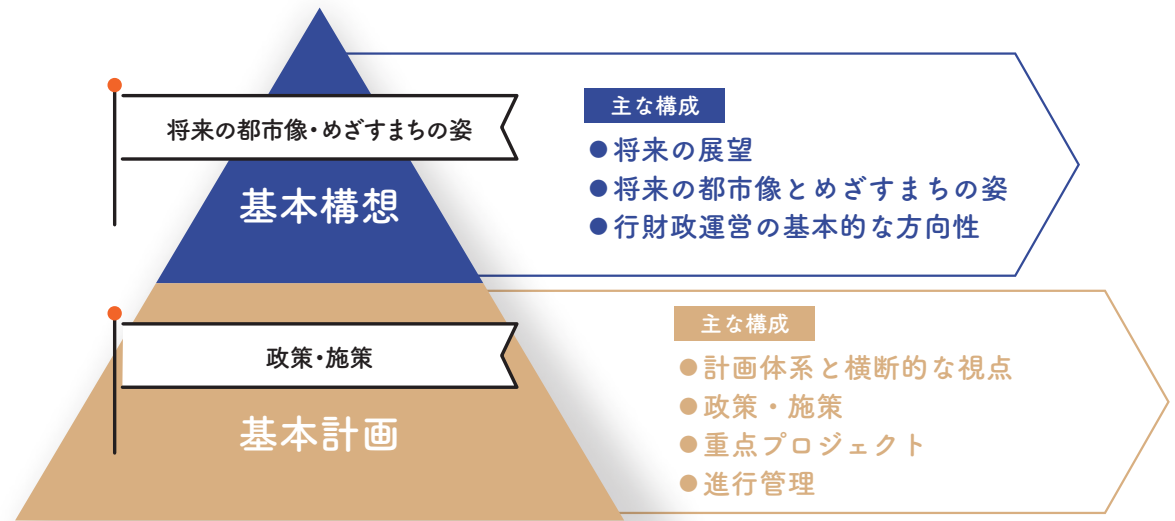 将来の都市像・めざすまちの姿
基本構想
主な構成
●将来の展望
●将来の都市像とめざすまちの姿
●行財政運営の基本的な方向性
政策・施策
基本計画
主な構成
●計画体系と横断的な視点
●政策・施策
●重点プロジェクト
●進行管理